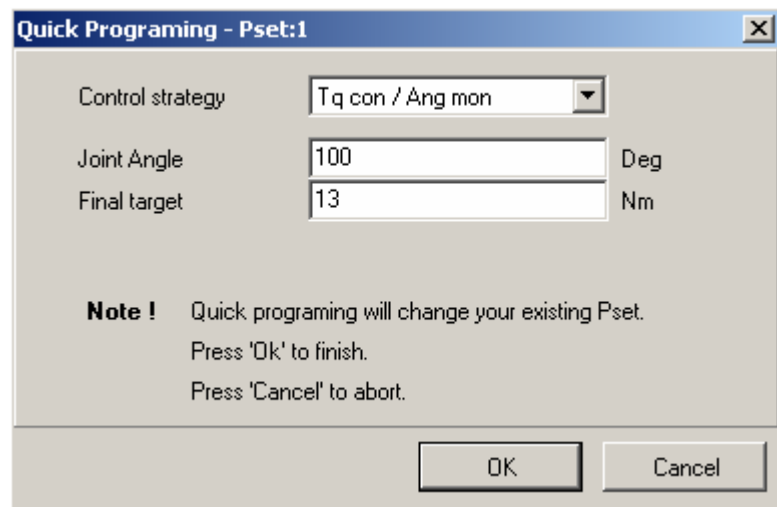 Quick Programing - Pset:1
Control strategy Tq con / Ang mon
Joint Angle 100 Deg
Final target 13 Nm
Note ! Quick programing will change your existing Pset.
Press 'Ok' to finish.
Press 'Cancel' to abort.
OK Cancel